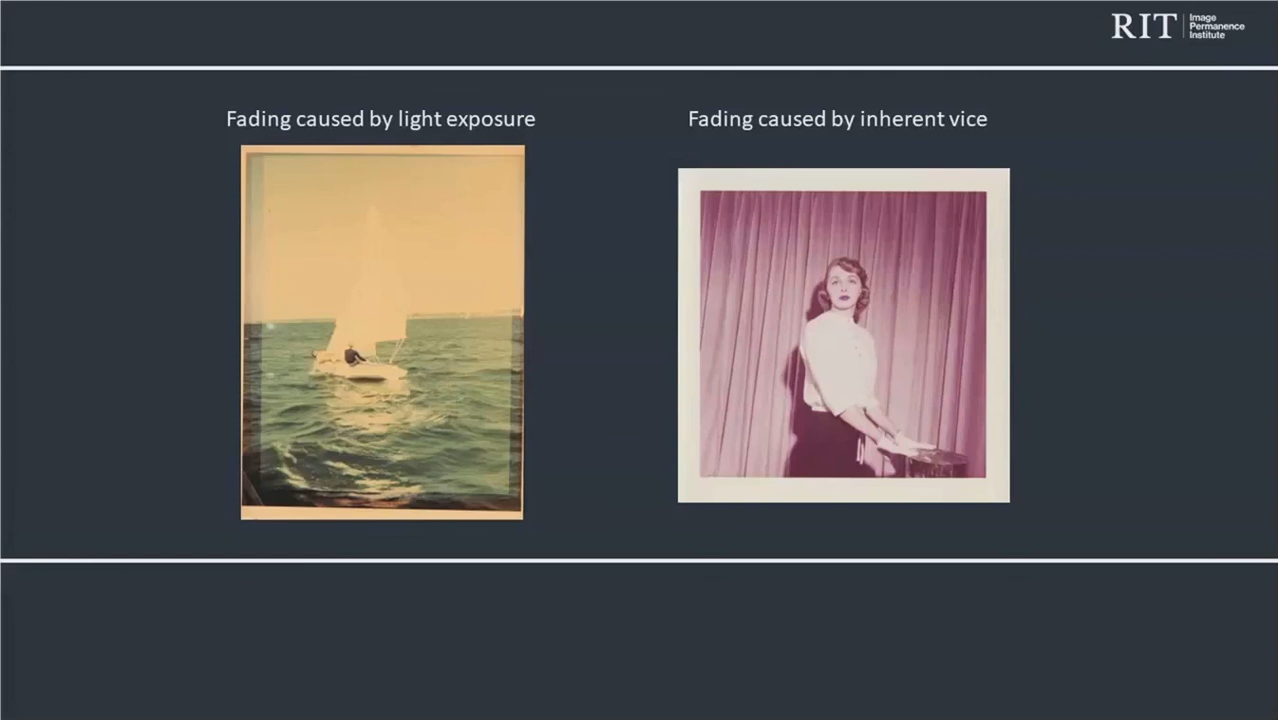 RIT
Image
Permanence
Institute
Fading caused by light exposure
Fading caused by inherent vice